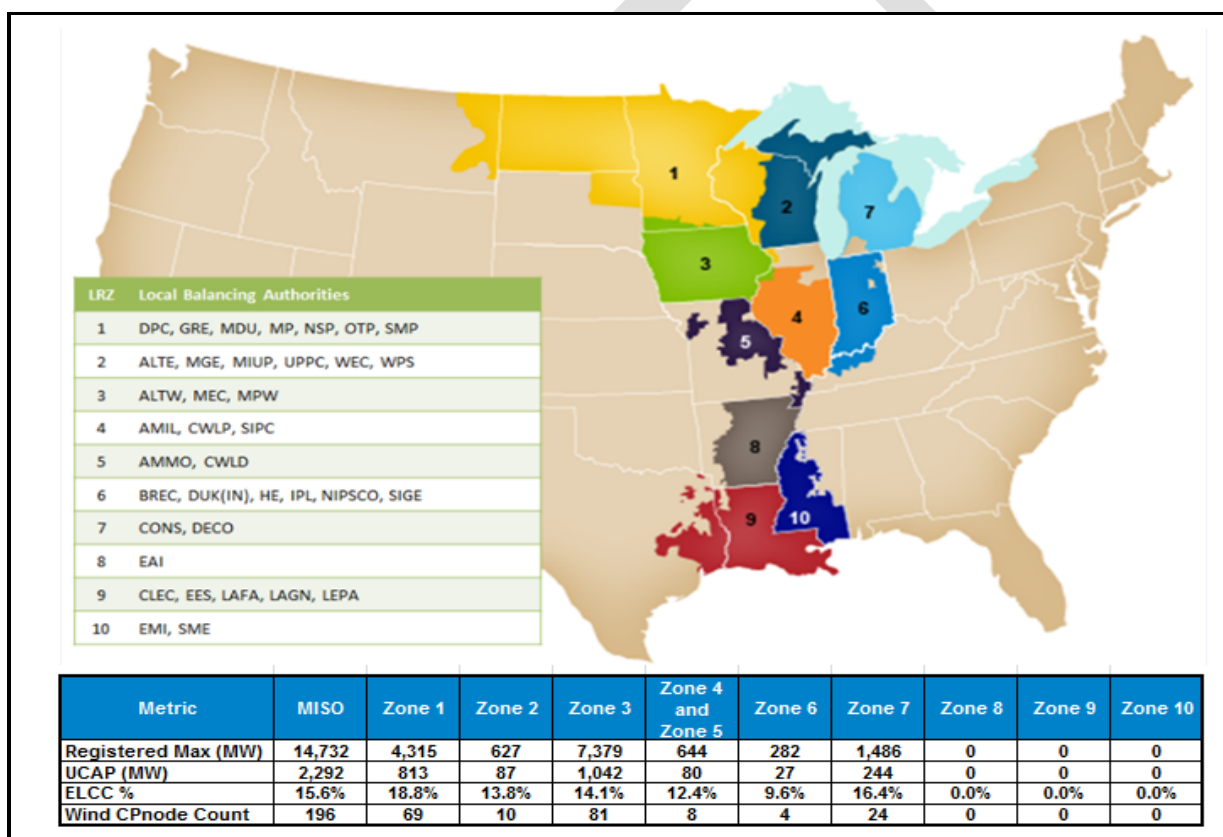 1
2
7
3
6
4
5
8
9
10
LRZ Local Balancing Authorities
1 DPC, GRE, MDU, MP, NSP, OTP, SMP
2 ALTE, MGE, MIUP, UPPC, WEC, WPS
3 ALTW, MEC, MPW
4 AMIL, CWLP, SIPC
5 AMMO, CWLD
6 BREC, DUK(IN), HE, IPL, NIPSCO, SIGE
7 CONS, DECO
8 EAI
9 CLEC, EES, LAFA, LAGN, LEPA
10 EMI, SME
Metric MISO Zone 1 Zone 2 Zone 3 Zone 4 and Zone 5 Zone 6 Zone 7 Zone 8 Zone 9 Zone 10
Registered Max (MW) 14,732 4,315 627 7,379 644 282 1,486 0 0 0
UCAP (MW) 2,292 813 87 1,042 80 27 244 0 0 0
ELCC % 15.6% 18.8% 13.8% 14.1% 12.4% 9.6% 16.4% 0.0% 0.0% 0.0%
Wind CPnode Count 196 69 10 81 8 4 24 0 0 0